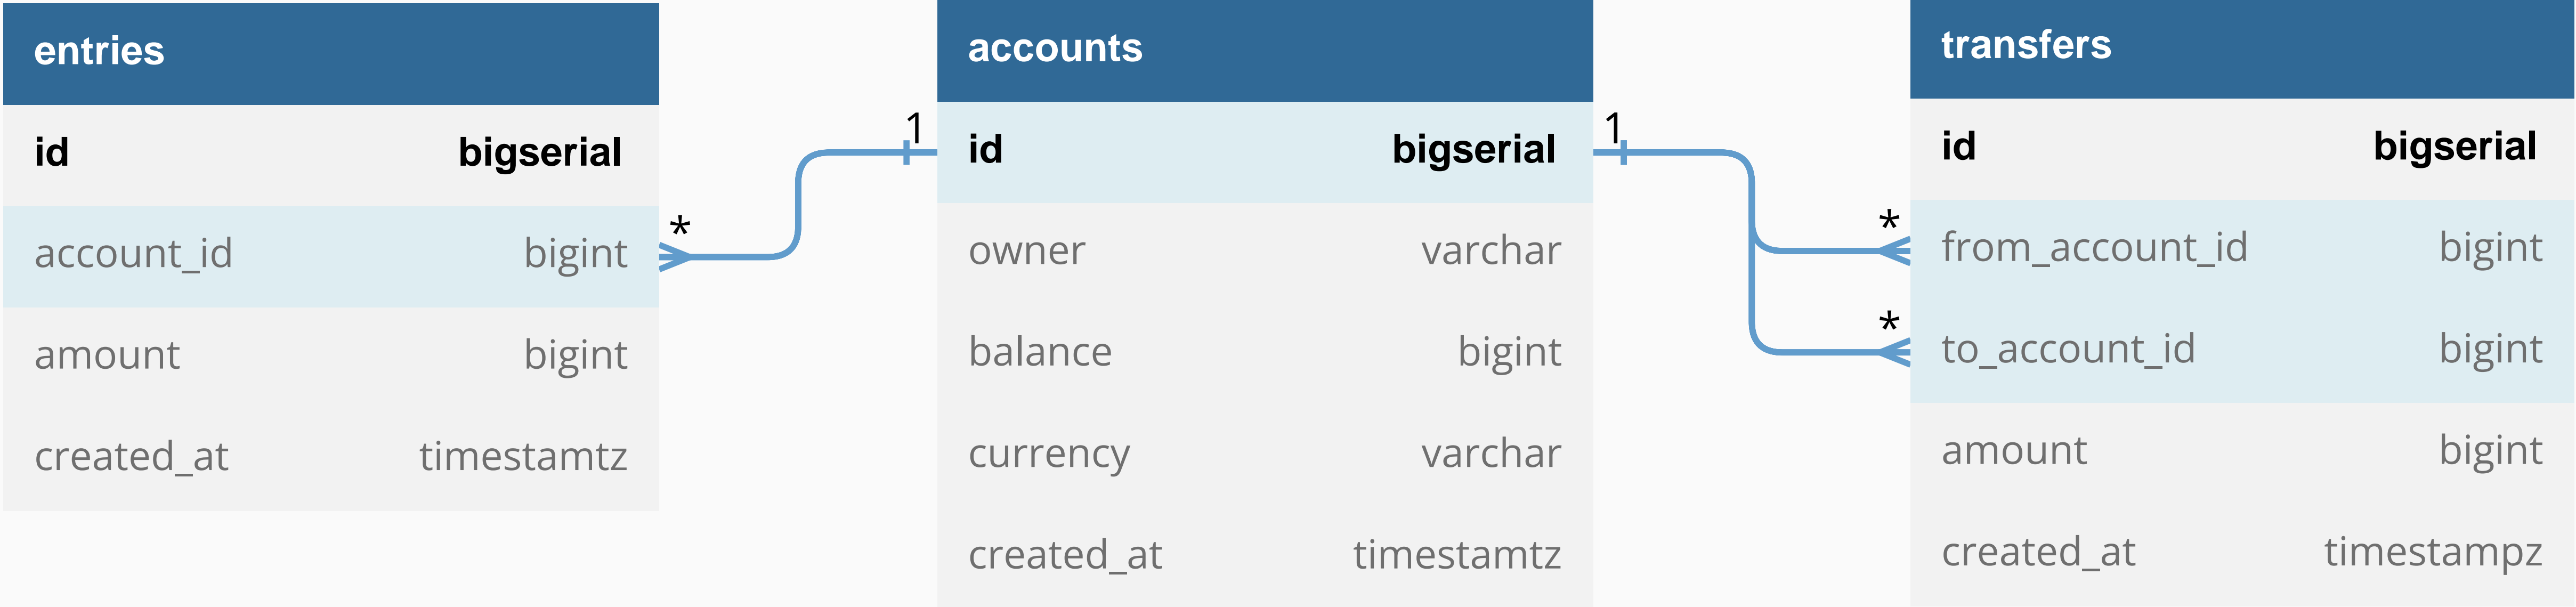 entries
id bigserial
account_id bigint
amount bigint
created_at timestamtz
*
1
accounts
id bigserial
owner varchar
balance bigint
currency varchar
created_at timestamtz
1
*
*
transfers
id bigserial
from_account_id bigint
to_account_id bigint
amount bigint
created_at timestampz